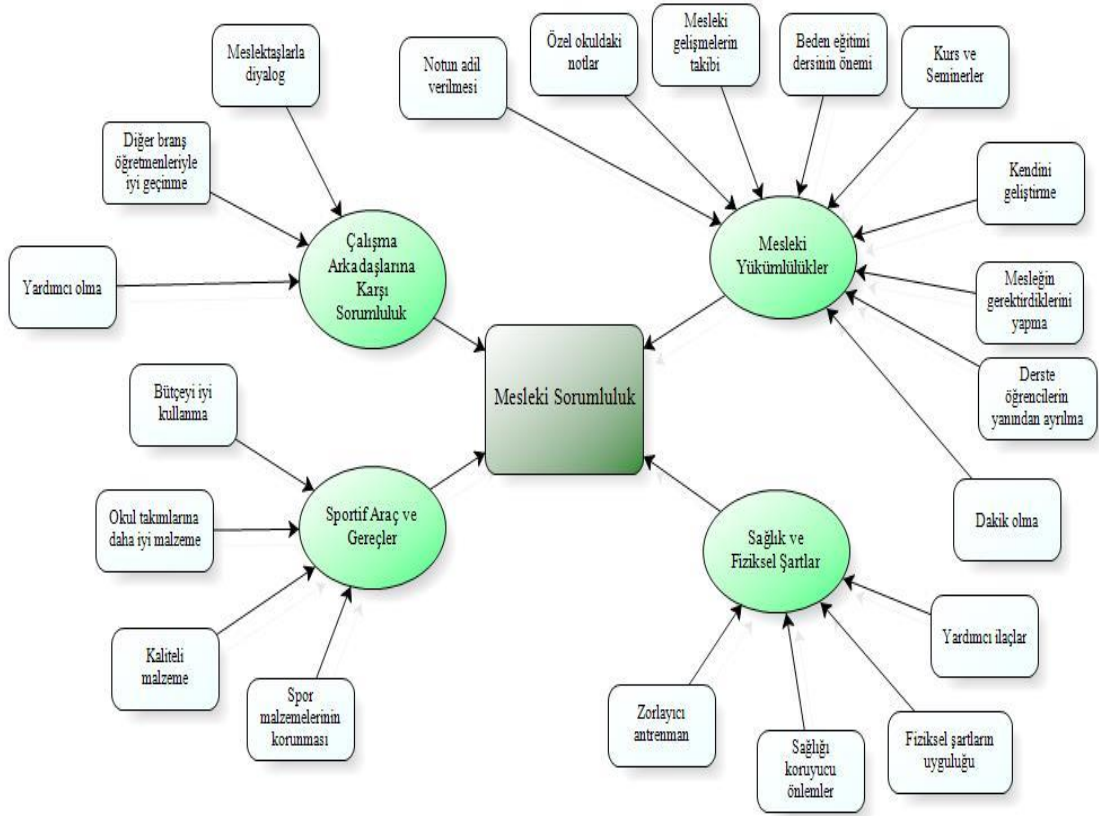 Meslektaşlarla
diyalog
Diğer branş
öğretmenleriyle
iyi geçinme
Yardımcı olma
Çalışma
Arkadaşlarına
Karşı
Sorumluluk
Notun adil
verilmesi
Özel okuldaki
notlar
Mesleki
gelişmelerin
takibi
Beden eğitimi
dersinin önemi
Kurs ve
Seminerler
Kendini
geliştirme
Mesleki
Yükümlülükler
Mesleğin
gerektirdiklerini
yapma
Derste
öğrencilerin
yanından ayrılma
Dakik olma
Mesleki Sorumluluk
Bütçeyi iyi
kullanma
Okul takımlarına
daha iyi malzeme
Sportif Araç ve
Gereçler
Kaliteli
malzeme
Spor
malzemelerinin
korunması
Sağlık ve
Fiziksel Şartlar
Yardımcı ilaçlar
Zorlayıcı
antrenman
Sağlığı
koruyucu
önlemler
Fiziksel şartların
uyguluğu